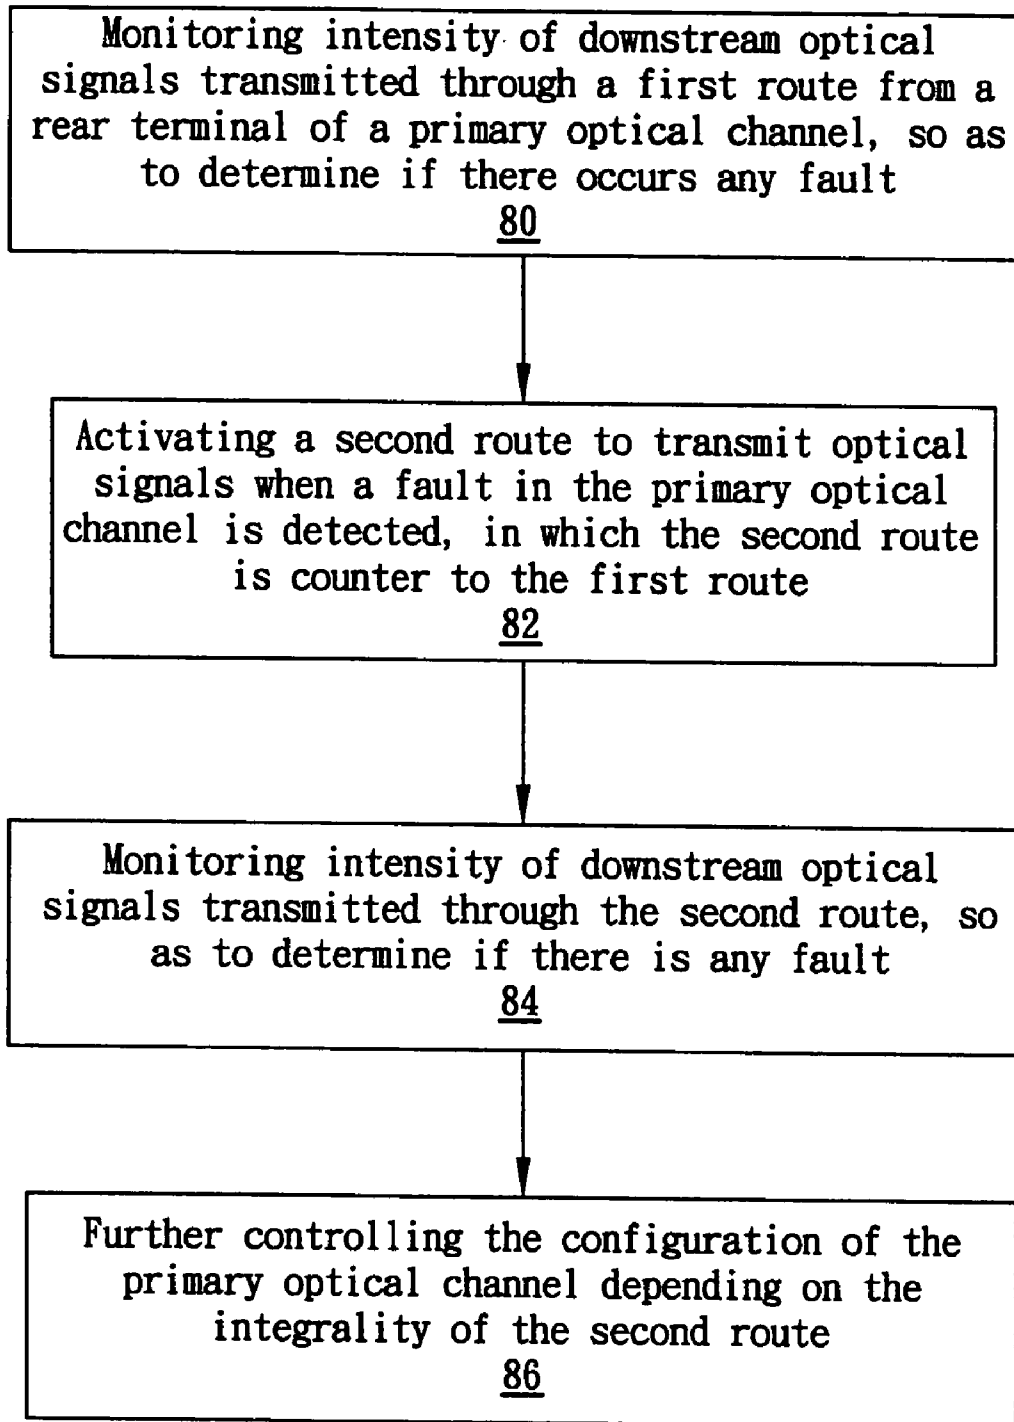 Monitoring intensity of downstream optical
signals transmitted through a first route from a
rear terminal of a primary optical channel, so as
to determine if there occurs any fault
80
Activating a second route to transmit optical
signals when a fault in the primary optical
channel is detected, in which the second route
is counter to the first route
82
Monitoring intensity of downstream optical
signals transmitted through the second route, so
as to determine if there is any fault
84
Further controlling the configuration of the
primary optical channel depending on the
integrality of the second route
86